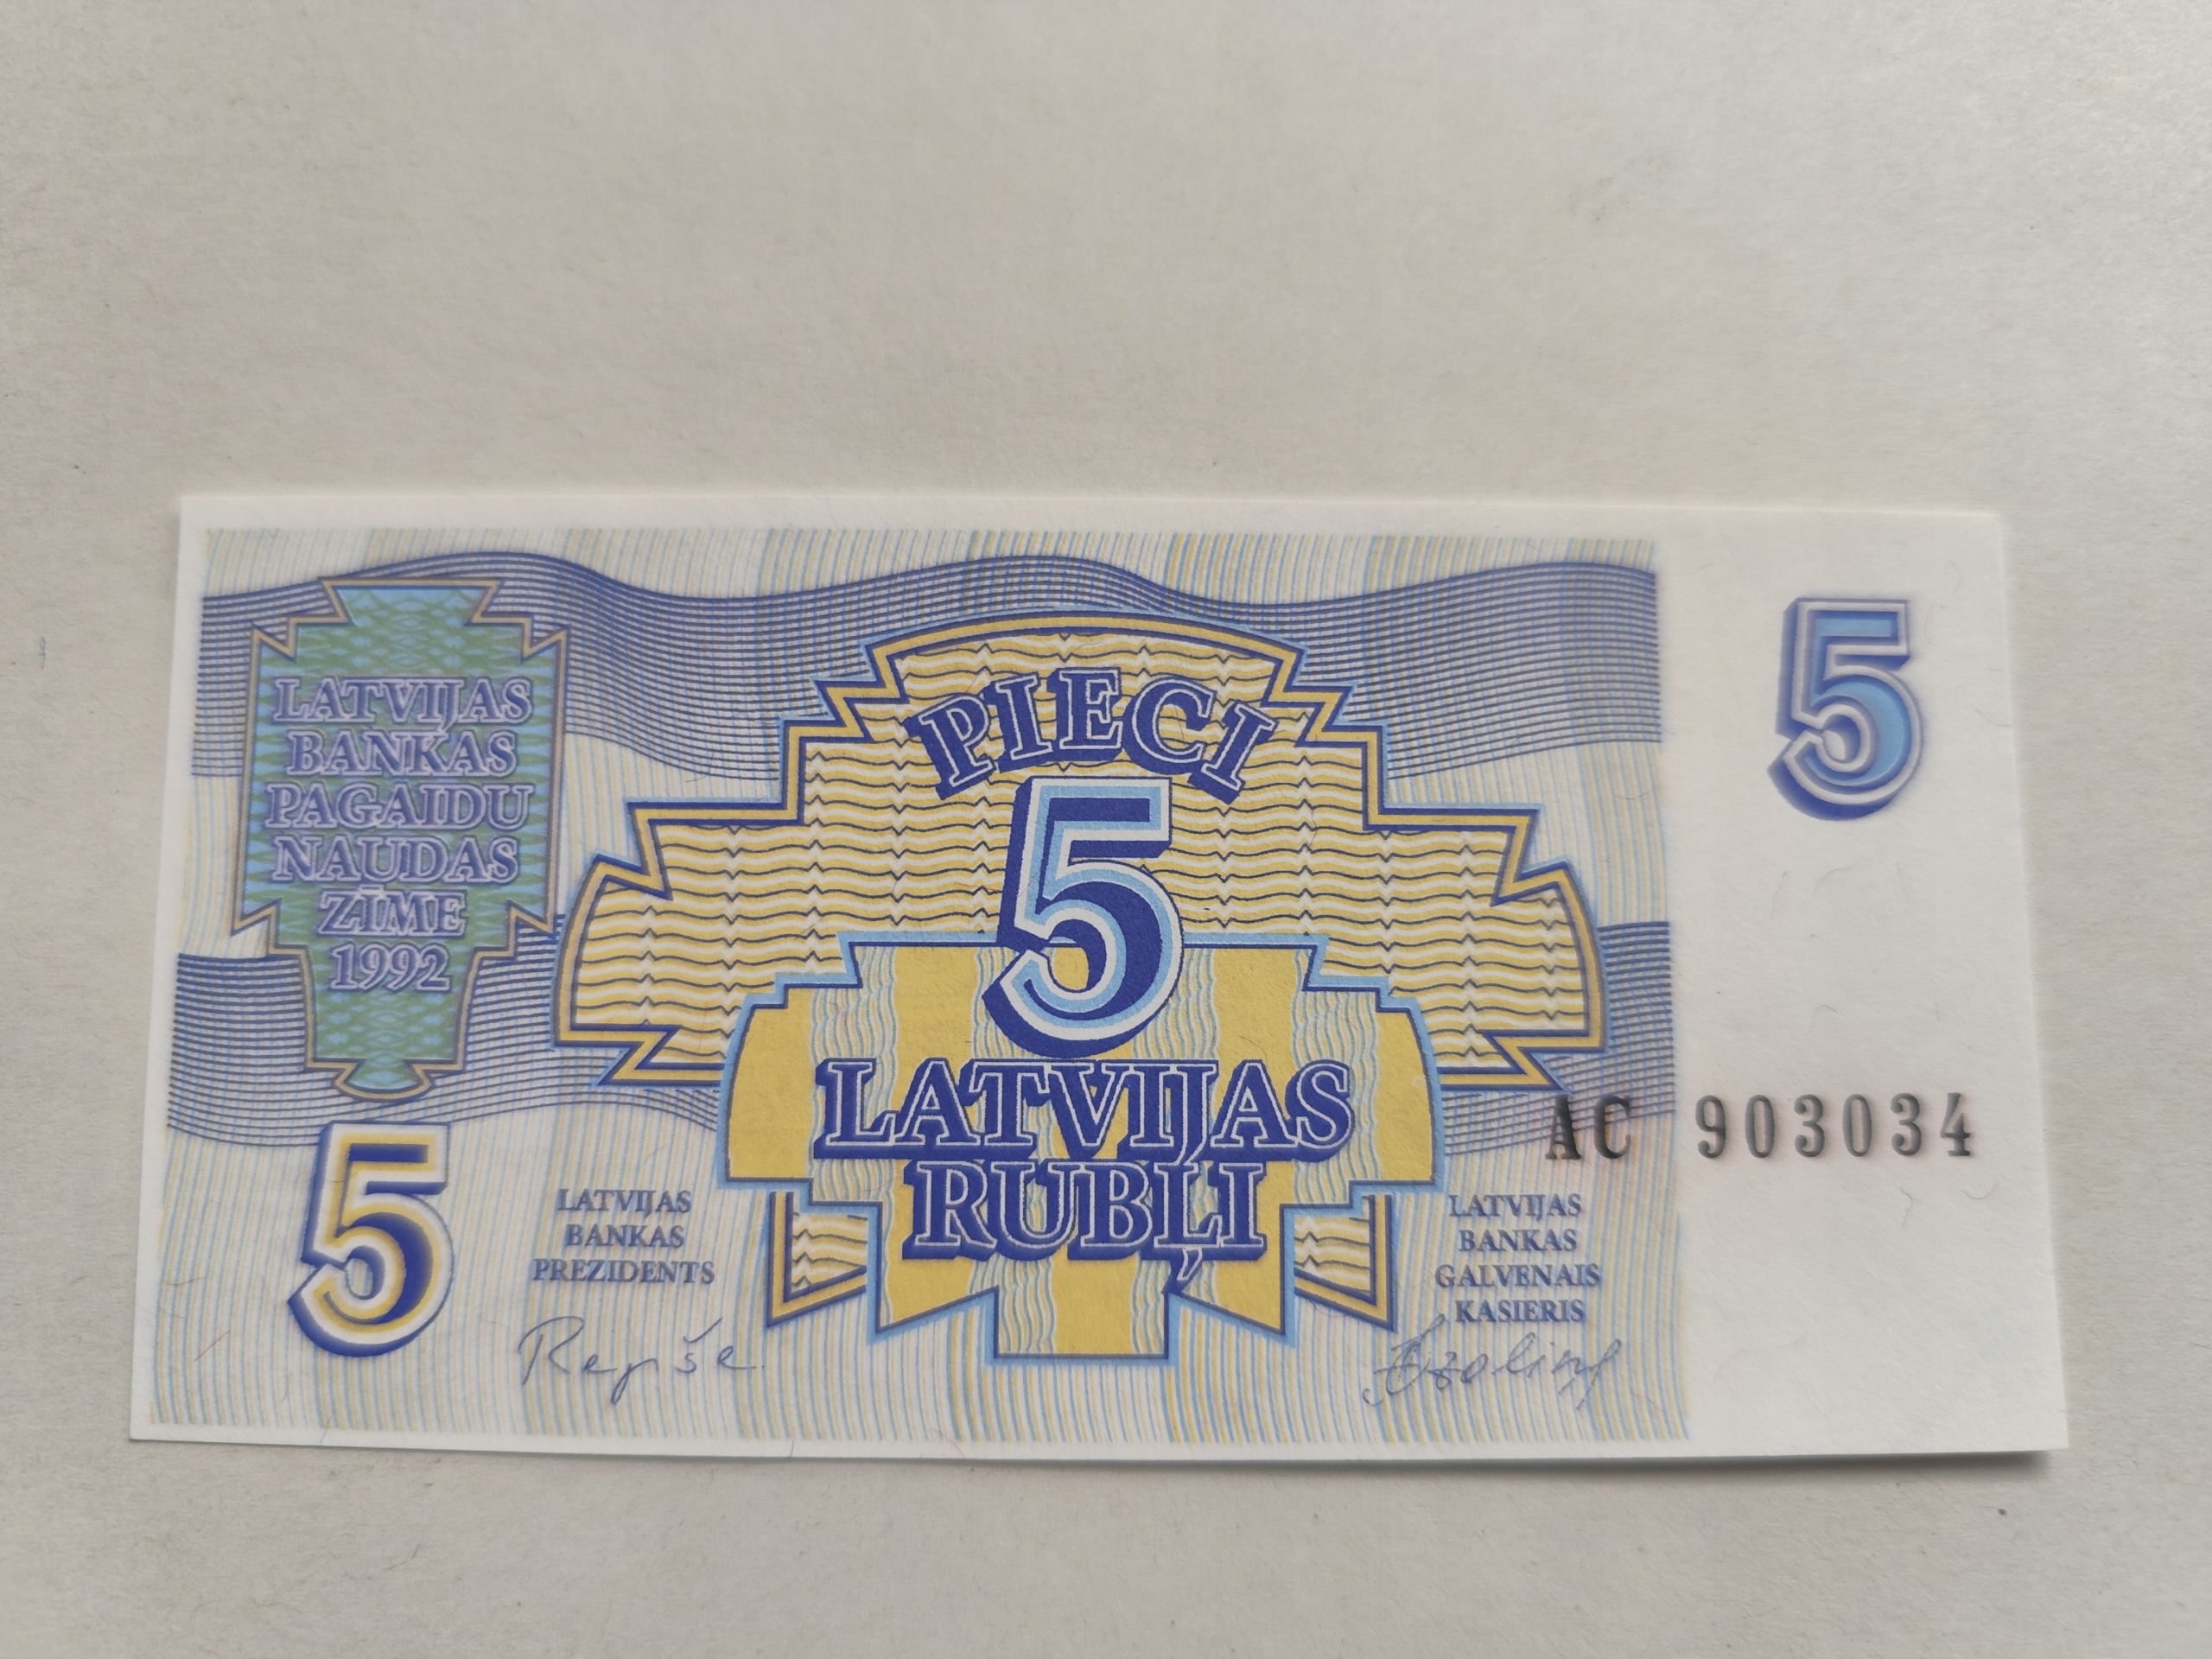 LATVIJAS
BANKAS
PAGAIDU
NAUDAS
ZĪME
1992
5
PIECI
5
LATVIJAS
RUBĻI
5
AC 903034
LATVIJAS
BANKAS
PREZIDENTS
Repše
LATVIJAS
BANKAS
GALVENAIS
KASIERIS